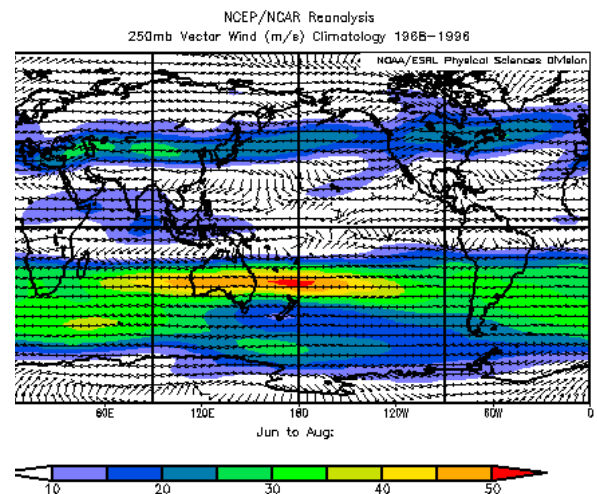 NCEP/NCAR Reanalysis
250mb Vector Wind (m/s) Climatology 1968-1996
NOAA/ESRL Physical Sciences Division
60E 120E 180 120W 60W 0
Jun to Aug:
10 20 30 40 50